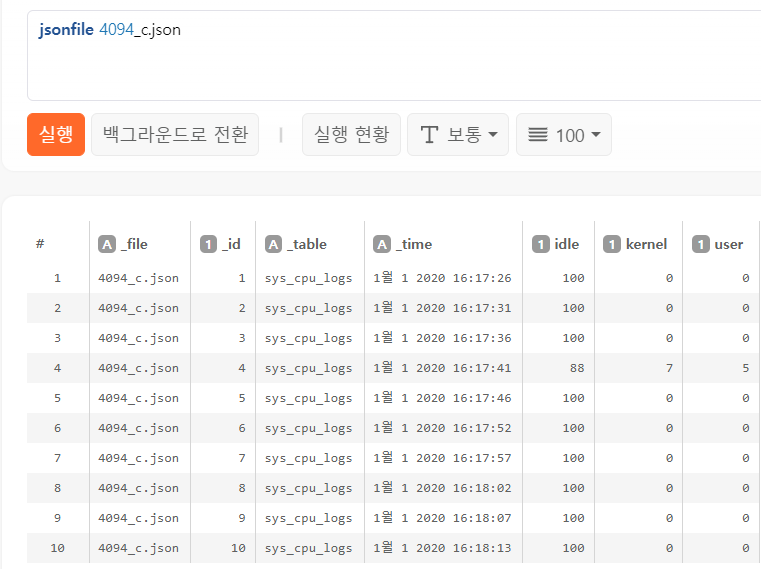 jsonfile 4094_c.json
실행 백그라운드로 전환 | 실행 현황 T 보통 100
# A _file 1 _id A _table A _time 1 idle 1 kernel 1 user
1 4094_c.json 1 sys_cpu_logs 1월 1 2020 16:17:26 100 0 0
2 4094_c.json 2 sys_cpu_logs 1월 1 2020 16:17:31 100 0 0
3 4094_c.json 3 sys_cpu_logs 1월 1 2020 16:17:36 100 0 0
4 4094_c.json 4 sys_cpu_logs 1월 1 2020 16:17:41 88 7 5
5 4094_c.json 5 sys_cpu_logs 1월 1 2020 16:17:46 100 0 0
6 4094_c.json 6 sys_cpu_logs 1월 1 2020 16:17:52 100 0 0
7 4094_c.json 7 sys_cpu_logs 1월 1 2020 16:17:57 100 0 0
8 4094_c.json 8 sys_cpu_logs 1월 1 2020 16:18:02 100 0 0
9 4094_c.json 9 sys_cpu_logs 1월 1 2020 16:18:07 100 0 0
10 4094_c.json 10 sys_cpu_logs 1월 1 2020 16:18:13 100 0 0